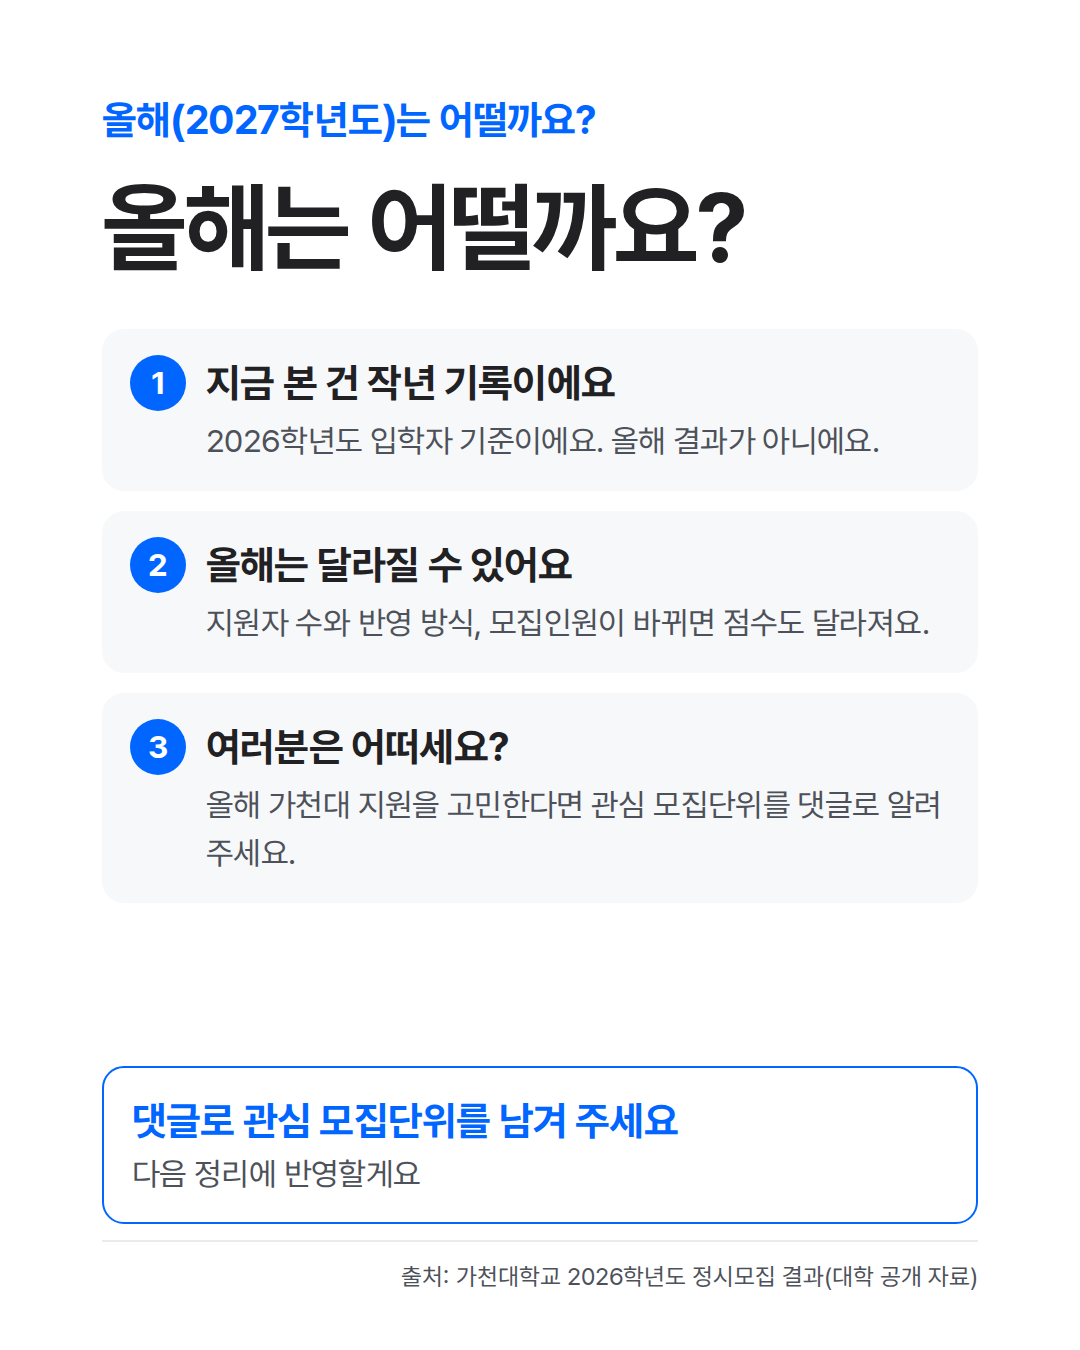 올해(2027학년도)는 어떨까요?
올해는 어떨까요?
1 지금 본 건 작년 기록이에요
2026학년도 입학자 기준이에요. 올해 결과가 아니에요.
2 올해는 달라질 수 있어요
지원자 수와 반영 방식, 모집인원이 바뀌면 점수도 달라져요.
3 여러분은 어떠세요?
올해 가천대 지원을 고민한다면 관심 모집단위를 댓글로 알려
주세요.
댓글로 관심 모집단위를 남겨 주세요
다음 정리에 반영할게요
출처: 가천대학교 2026학년도 정시모집 결과(대학 공개 자료)